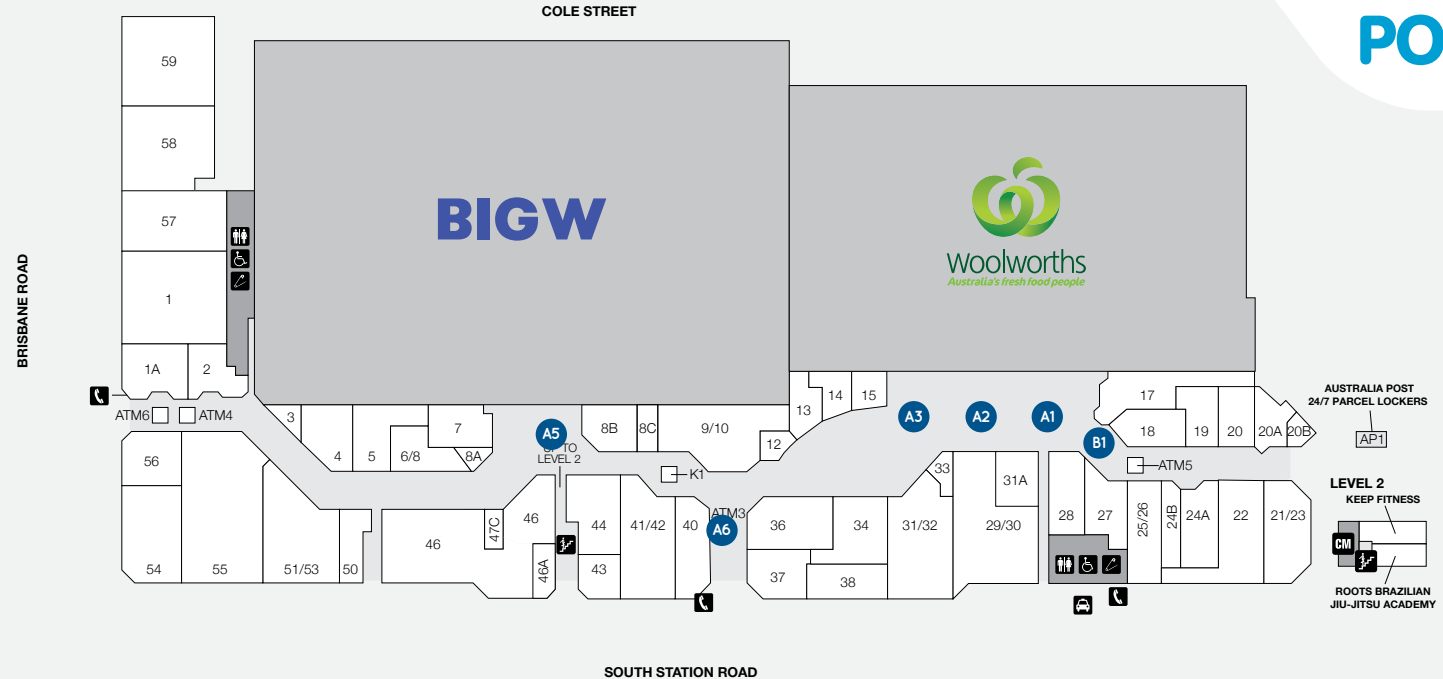 COLE STREET
PO
59
58
57
1
1A
2
BRISBANE ROAD
BIGW
Woolworths
Australia's fresh food people
ATM6
ATM4
3
4
5
6/8
7
8A
A5
UP TO
LEVEL 2
8B
8C
9/10
12
13
14
15
K1
A3
A2
A1
B1
17
18
19
20
20A
20B
ATM5
AUSTRALIA POST
24/7 PARCEL LOCKERS
AP1
56
54
55
51/53
50
46
47C
46
46A
44
43
41/42
40
ATM3
A6
36
37
34
38
31/32
33
31A
29/30
28
27
25/26
24B
24A
22
21/23
LEVEL 2
KEEP FITNESS
CM
ROOTS BRAZILIAN
JIU-JITSU ACADEMY
SOUTH STATION ROAD